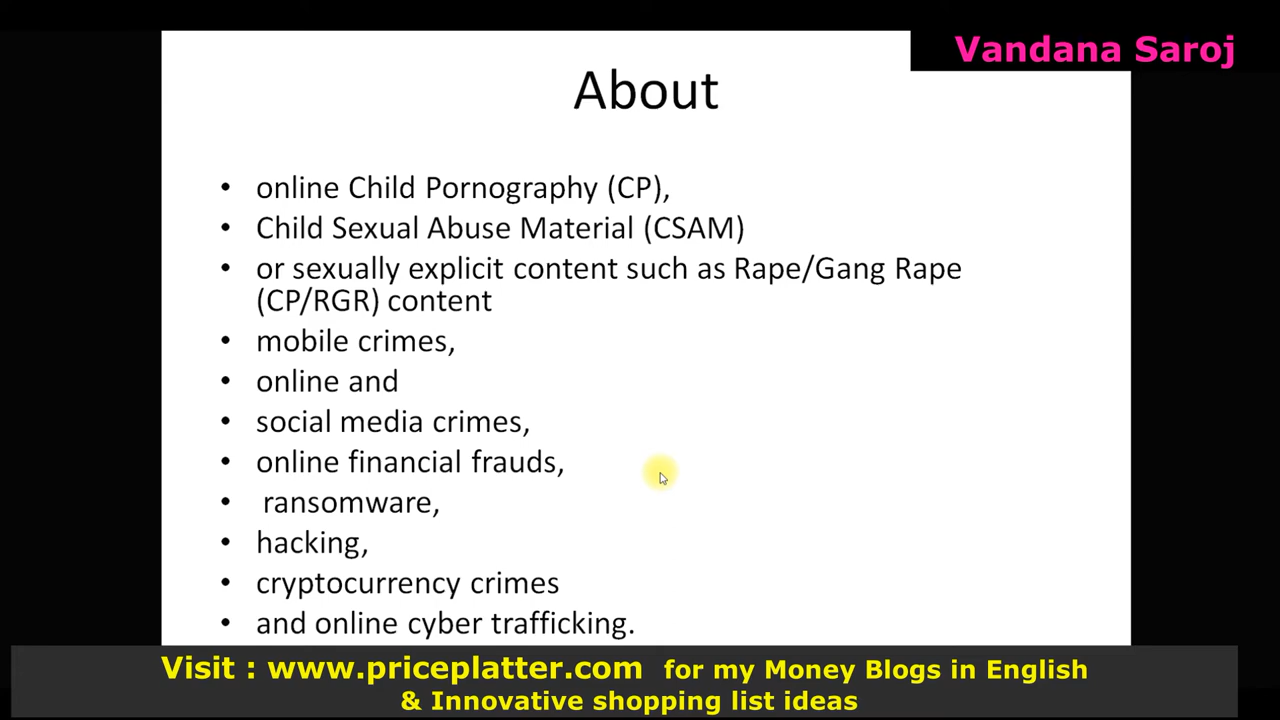 Vandana Saroj
About
• online Child Pornography (CP),
• Child Sexual Abuse Material (CSAM)
• or sexually explicit content such as Rape/Gang Rape
(CP/RGR) content
• mobile crimes,
• online and
• social media crimes,
• online financial frauds,
• ransomware,
• hacking,
• cryptocurrency crimes
• and online cyber trafficking.
Visit : www.priceplatter.com for my Money Blogs in English
& Innovative shopping list ideas